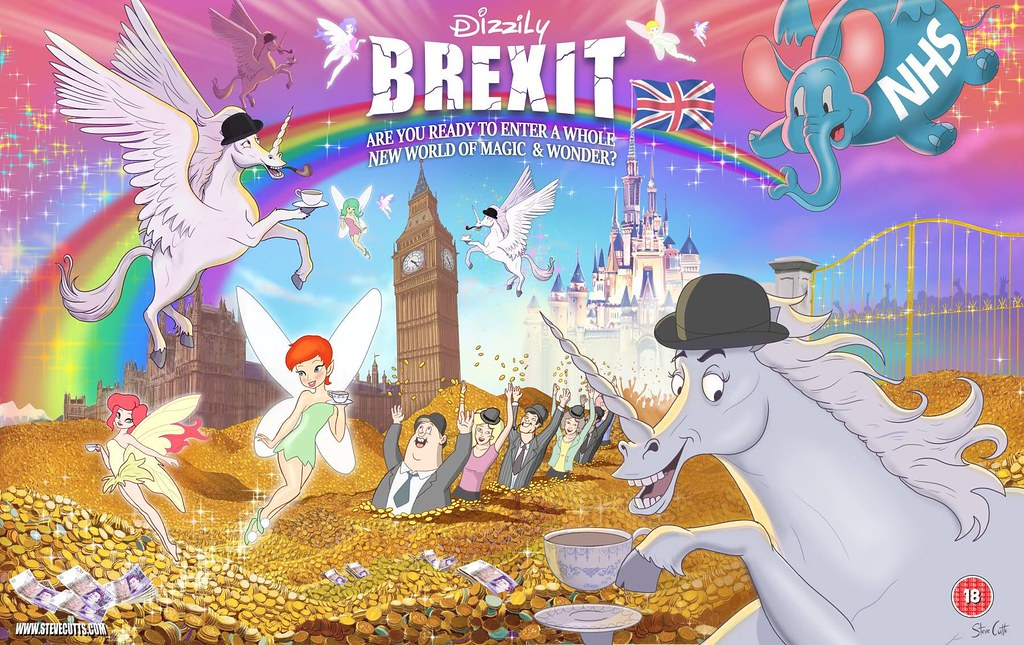 Dizzily
BREXIT
ARE YOU READY TO ENTER A WHOLE
NEW WORLD OF MAGIC & WONDER?
NHS
18
WWW.STEVECUTTS.COM
Steve Cutts